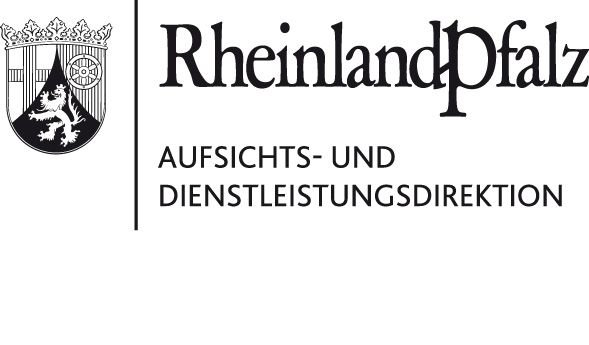 RheinlandPfalz
AUFSICHTS- UND
DIENSTLEISTUNGSDIREKTION